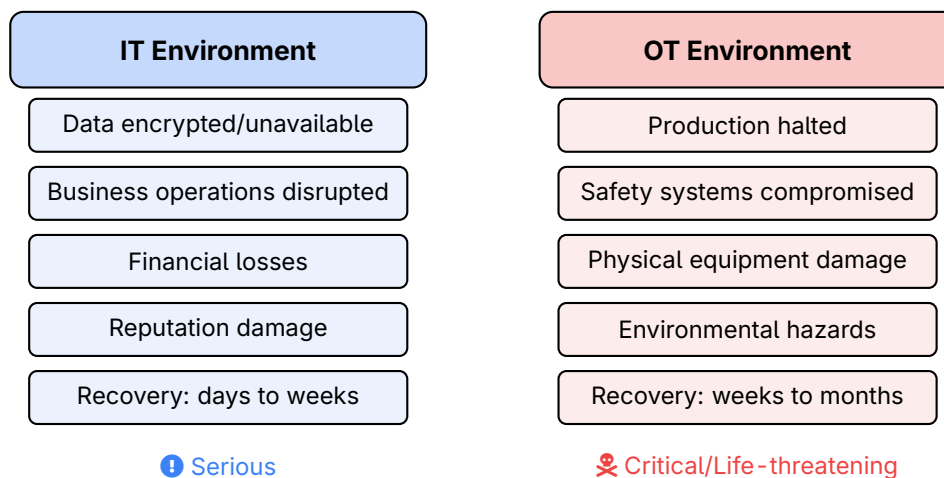 IT Environment
Data encrypted/unavailable
Business operations disrupted
Financial losses
Reputation damage
Recovery: days to weeks
Serious
OT Environment
Production halted
Safety systems compromised
Physical equipment damage
Environmental hazards
Recovery: weeks to months
Critical/Life-threatening